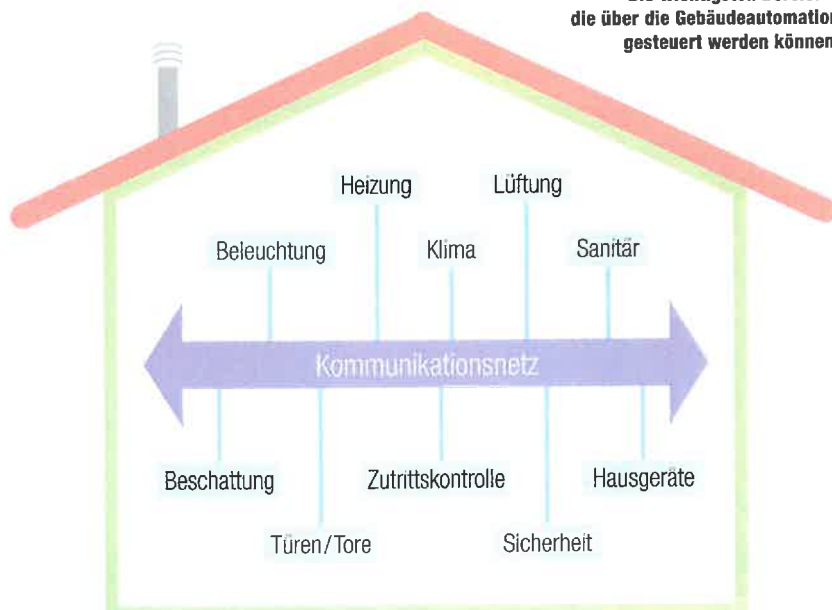 die über die Gebäudeautomation
gesteuert werden können
Heizung
Lüftung
Beleuchtung
Klima
Sanitär
Kommunikationsnetz
Beschattung
Zutrittskontrolle
Hausgeräte
Türen/Tore
Sicherheit